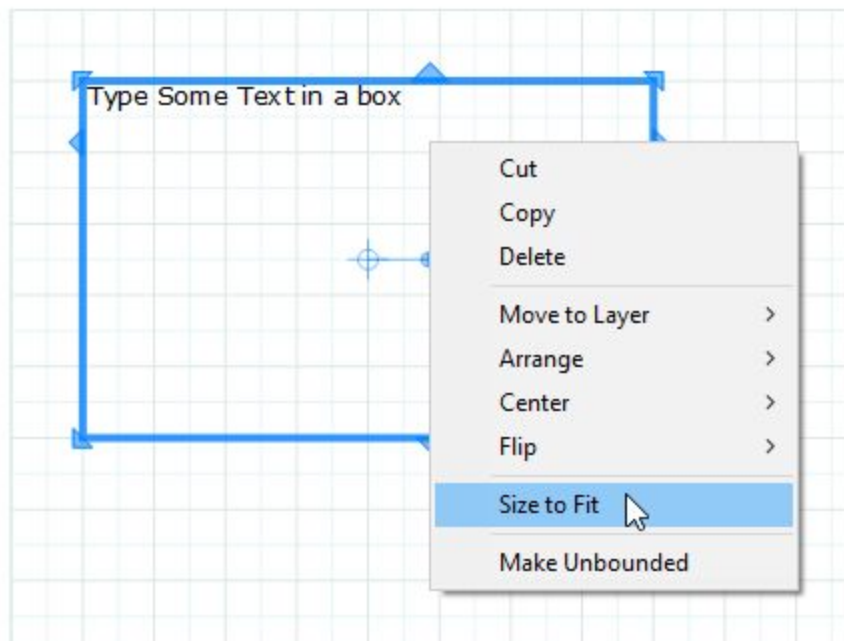 Type Some Text in a box
Cut
Copy
Delete
Move to Layer
Arrange
Center
Flip
Size to Fit
Make Unbounded